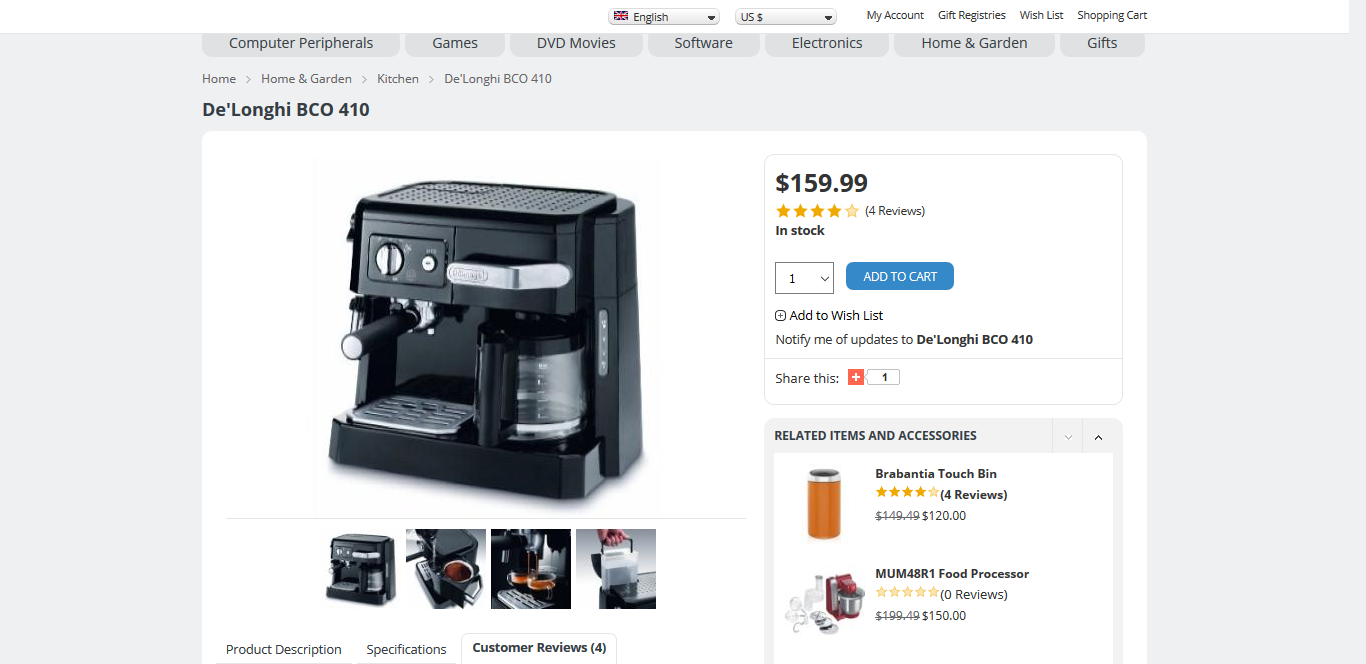 English
US $
My Account
Gift Registries
Wish List
Shopping Cart
Computer Peripherals
Games
DVD Movies
Software
Electronics
Home & Garden
Gifts
Home > Home & Garden > Kitchen > De'Longhi BCO 410
De'Longhi BCO 410
$159.99
(4 Reviews)
In stock
1
ADD TO CART
Add to Wish List
Notify me of updates to De'Longhi BCO 410
Share this:
+
1
RELATED ITEMS AND ACCESSORIES
Brabantia Touch Bin
(4 Reviews)
$149.49 $120.00
MUM48R1 Food Processor
(0 Reviews)
$199.49 $150.00
DeLonghi
Product Description
Specifications
Customer Reviews (4)